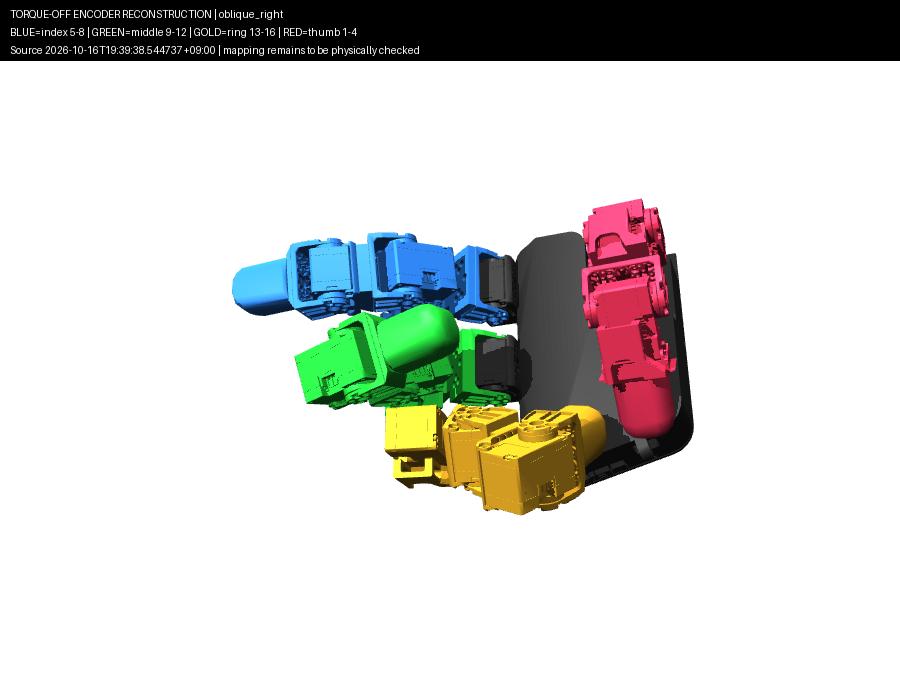 TORQUE-OFF ENCODER RECONSTRUCTION | oblique_right
BLUE=index 5-8 | GREEN=middle 9-12 | GOLD=ring 13-16 | RED=thumb 1-4
Source 2026-10-16T19:39:38.544737+09:00 | mapping remains to be physically checked